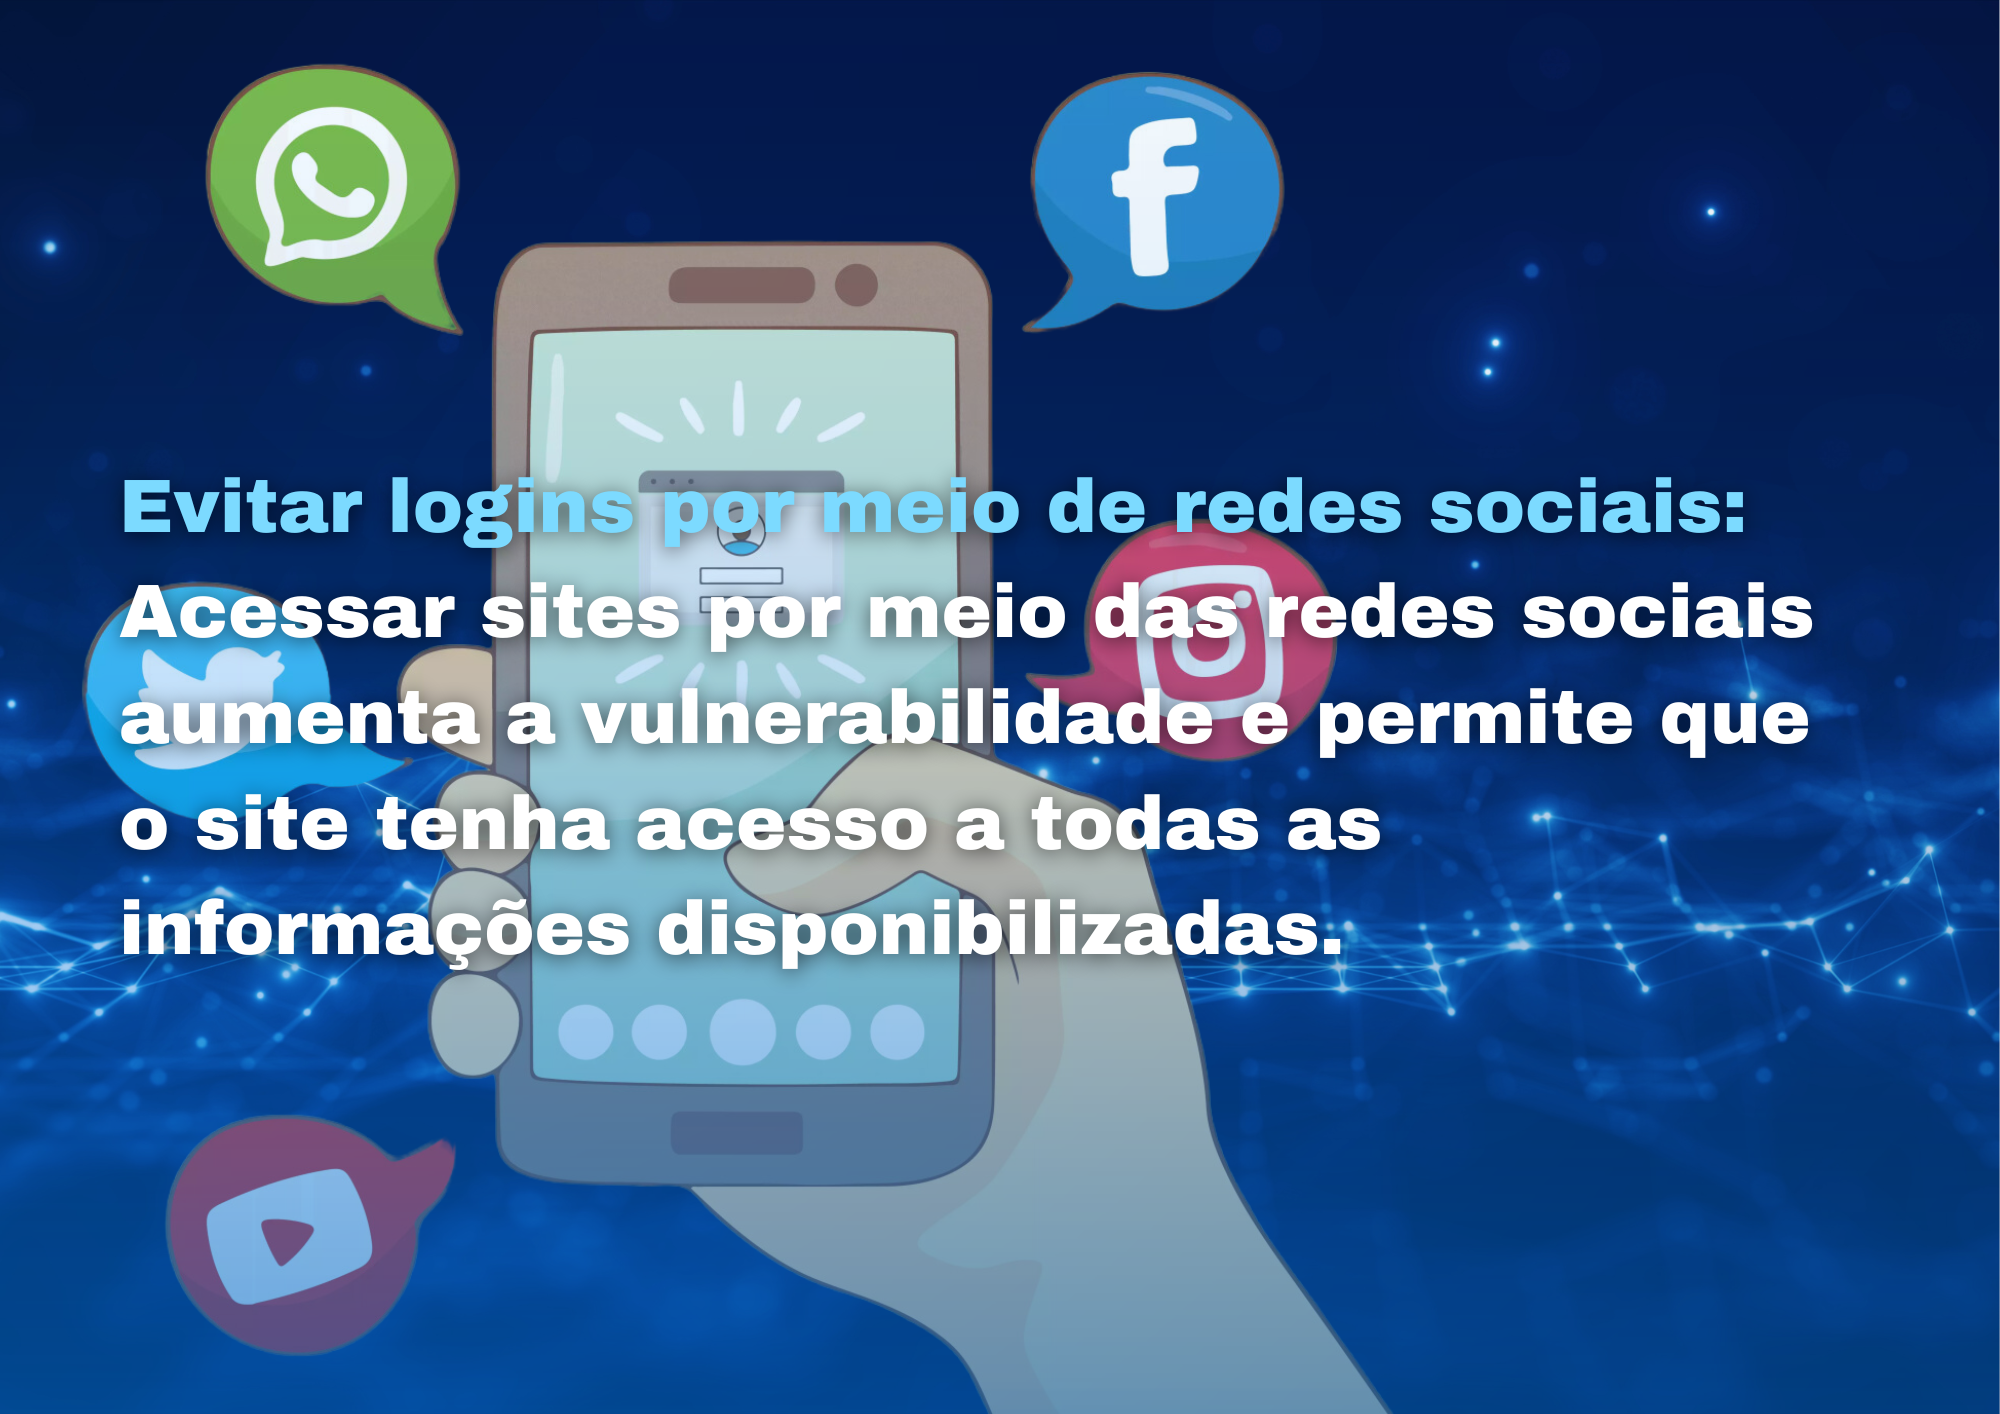 Evitar logins por meio de redes sociais:
Acessar sites por meio das redes sociais
aumenta a vulnerabilidade e permite que
o site tenha acesso a todas as
informações disponibilizadas.